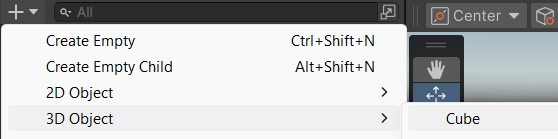 All
Center
Create Empty Ctrl+Shift+N
Create Empty Child Alt+Shift+N
2D Object
3D Object
Cube